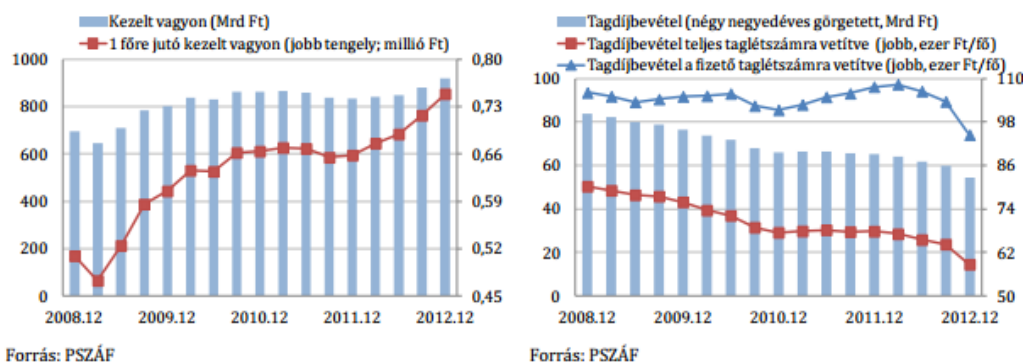 Kezelt vagyon (Mrd Ft)
1 főre jutó kezelt vagyon (jobb tengely; millió Ft)
1000
800
600
400
200
0
0,80
0,73
0,66
0,59
0,52
0,45
2008.12 2009.12 2010.12 2011.12 2012.12
Forrás: PSZÁF
Tagdíjbevétel (négy negyedéves görgetett, Mrd Ft)
Tagdíjbevétel teljes taglétszámra vetítve (jobb, ezer Ft/fő)
Tagdíjbevétel a fizető taglétszámra vetítve (jobb, ezer Ft/fő)
100
80
60
40
20
0
110
98
86
74
62
50
2008.12 2009.12 2010.12 2011.12 2012.12
Forrás: PSZÁF